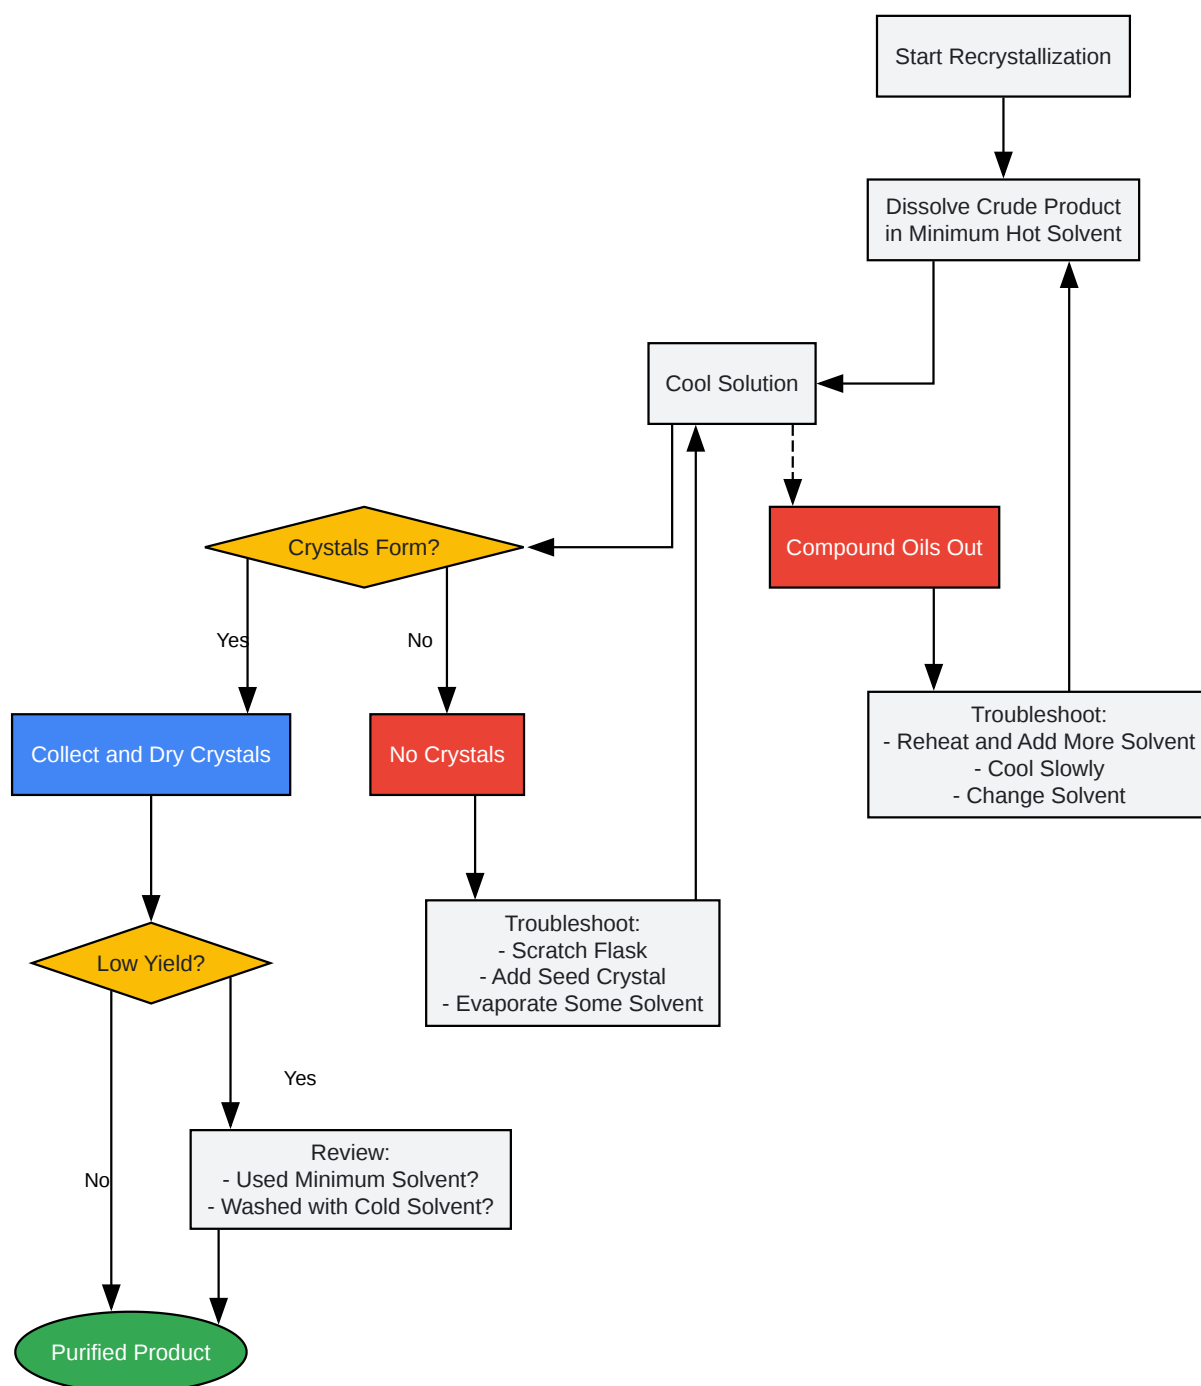 Start Recrystallization
Dissolve Crude Product
in Minimum Hot Solvent
Cool Solution
Crystals Form?
Compound Oils Out
Yes
No
Collect and Dry Crystals
No Crystals
Troubleshoot:
- Reheat and Add More Solvent
- Cool Slowly
- Change Solvent
Troubleshoot:
- Scratch Flask
- Add Seed Crystal
- Evaporate Some Solvent
Low Yield?
Yes
Review:
- Used Minimum Solvent?
- Washed with Cold Solvent?
No
Purified Product